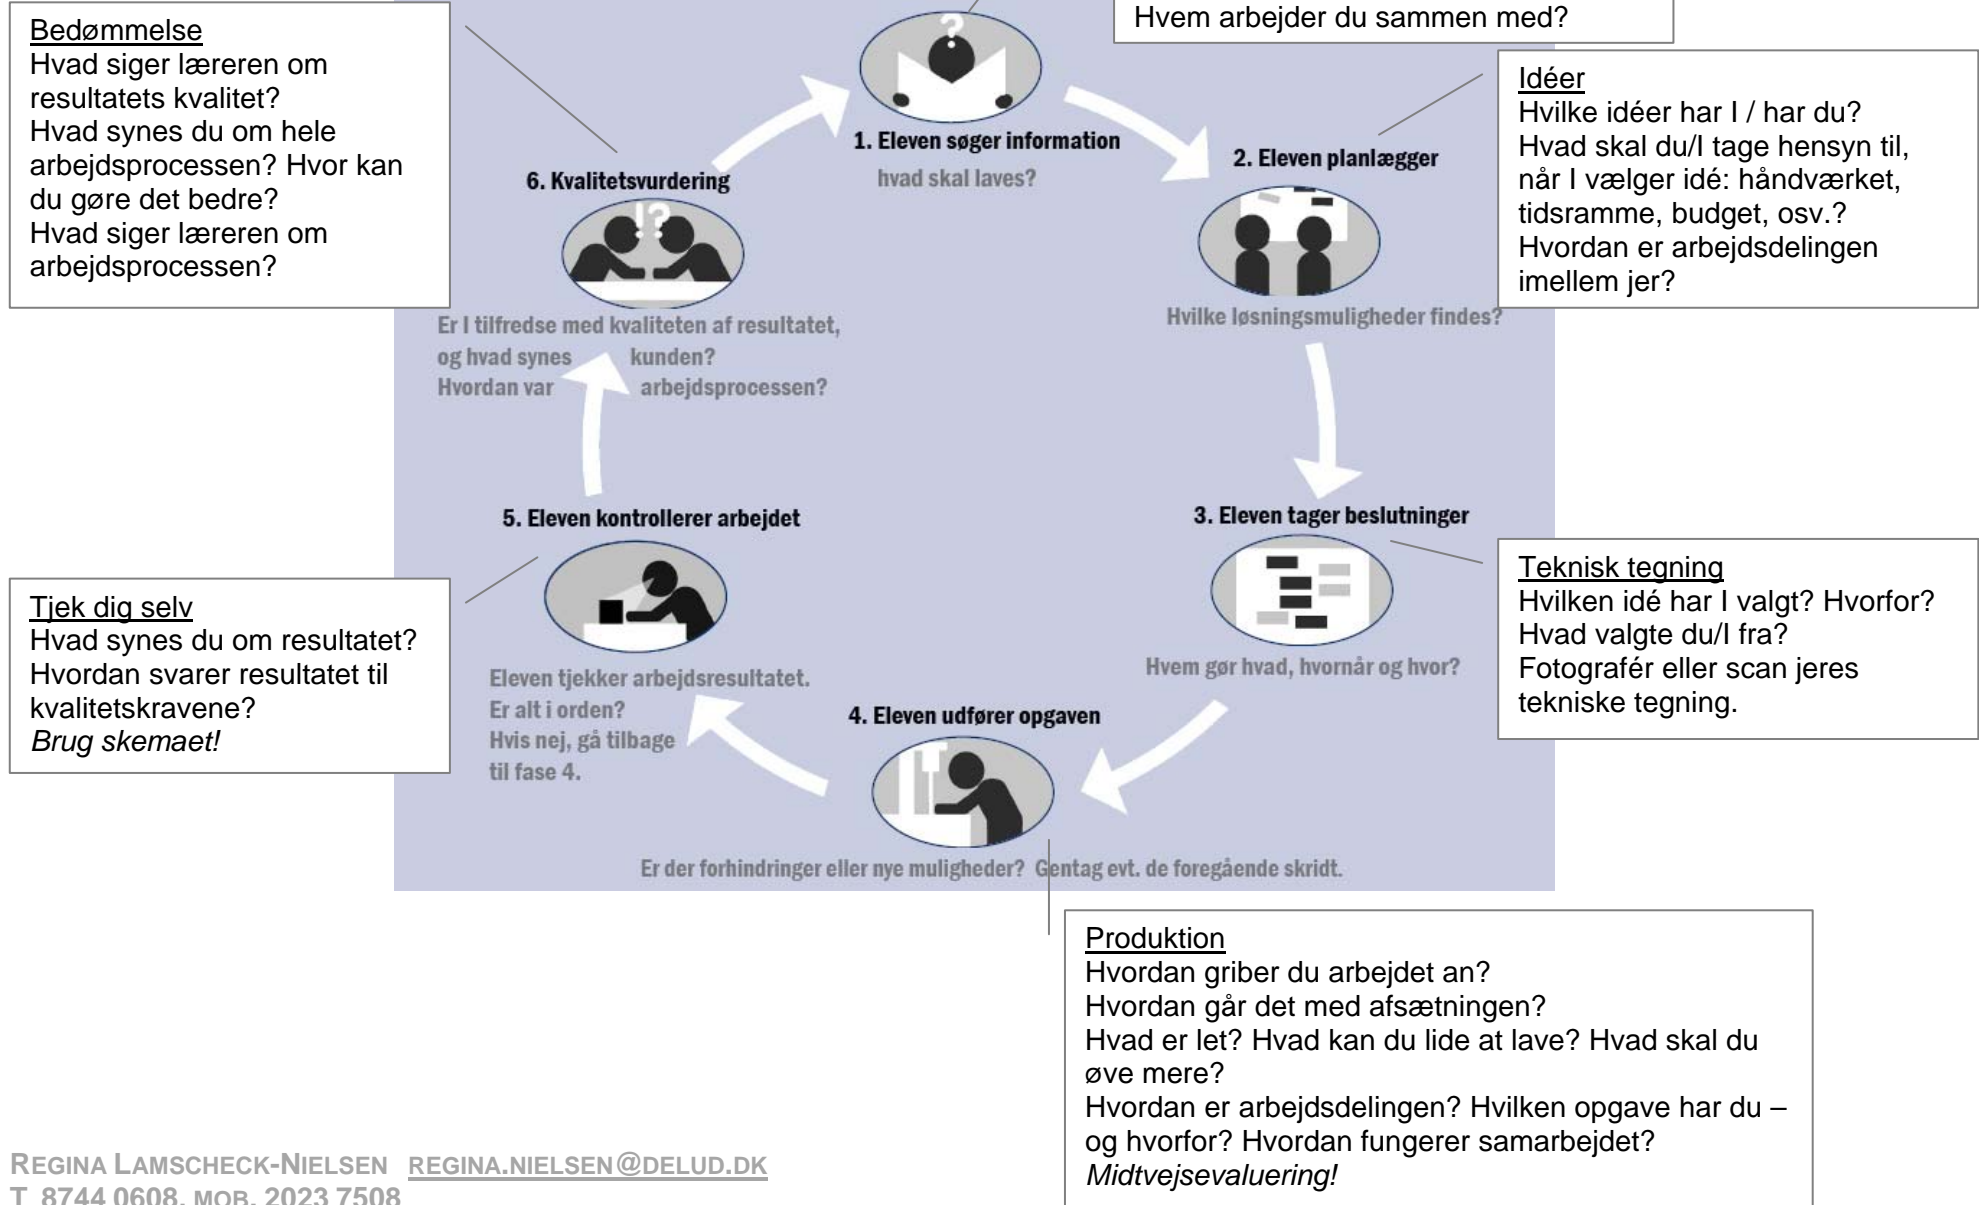 Hvem arbejder du sammen med?
1. Eleven søger information
hvad skal laves?
2. Eleven planlægger
Hvilke løsningsmuligheder findes?
Idéer
Hvilke idéer har I / har du?
Hvad skal du/I tage hensyn til,
når I vælger idé: håndværket,
tidsramme, budget, osv.?
Hvordan er arbejdsdelingen
imellem jer?
3. Eleven tager beslutninger
Hvem gør hvad, hvornår og hvor?
Teknisk tegning
Hvilken idé har I valgt? Hvorfor?
Hvad valgte du/I fra?
Fotografér eller scan jeres
tekniske tegning.
4. Eleven udfører opgaven
Er der forhindringer eller nye muligheder? Gentag evt. de foregående skridt.
Produktion
Hvordan griber du arbejdet an?
Hvordan går det med afsætningen?
Hvad er let? Hvad kan du lide at lave? Hvad skal du
øve mere?
Hvordan er arbejdsdelingen? Hvilken opgave har du –
og hvorfor? Hvordan fungerer samarbejdet?
Midtvejsevaluering!
5. Eleven kontrollerer arbejdet
Eleven tjekker arbejdsresultatet.
Er alt i orden?
Hvis nej, gå tilbage
til fase 4.
Tjek dig selv
Hvad synes du om resultatet?
Hvordan svarer resultatet til
kvalitetskravene?
Brug skemaet!
6. Kvalitetsvurdering
!?
Er I tilfredse med kvaliteten af resultatet,
og hvad synes kunden?
Hvordan var arbejdsprocessen?
Bedømmelse
Hvad siger læreren om
resultatets kvalitet?
Hvad synes du om hele
arbejdsprocessen? Hvor kan
du gøre det bedre?
Hvad siger læreren om
arbejdsprocessen?
?
REGINA LAMSCHECK-NIELSEN REGINA.NIELSEN@DELUD.DK
T 8744 0608, MOB. 2023 7508